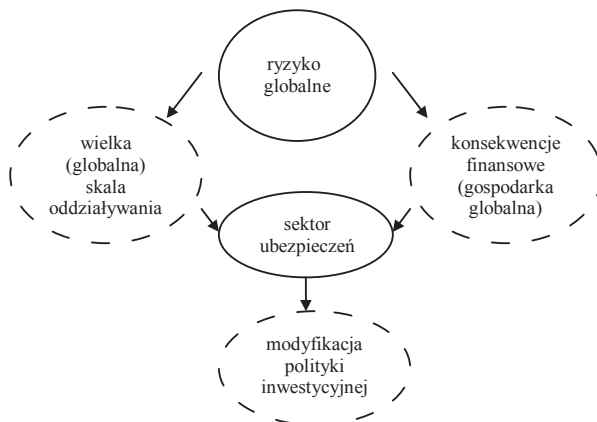 ryzyko
globalne
wielka
(globalna)
skala
oddziaływania
konsekwencje
finansowe
(gospodarka
globalna)
sektor
ubezpieczeń
modyfikacja
polityki
inwestycyjnej